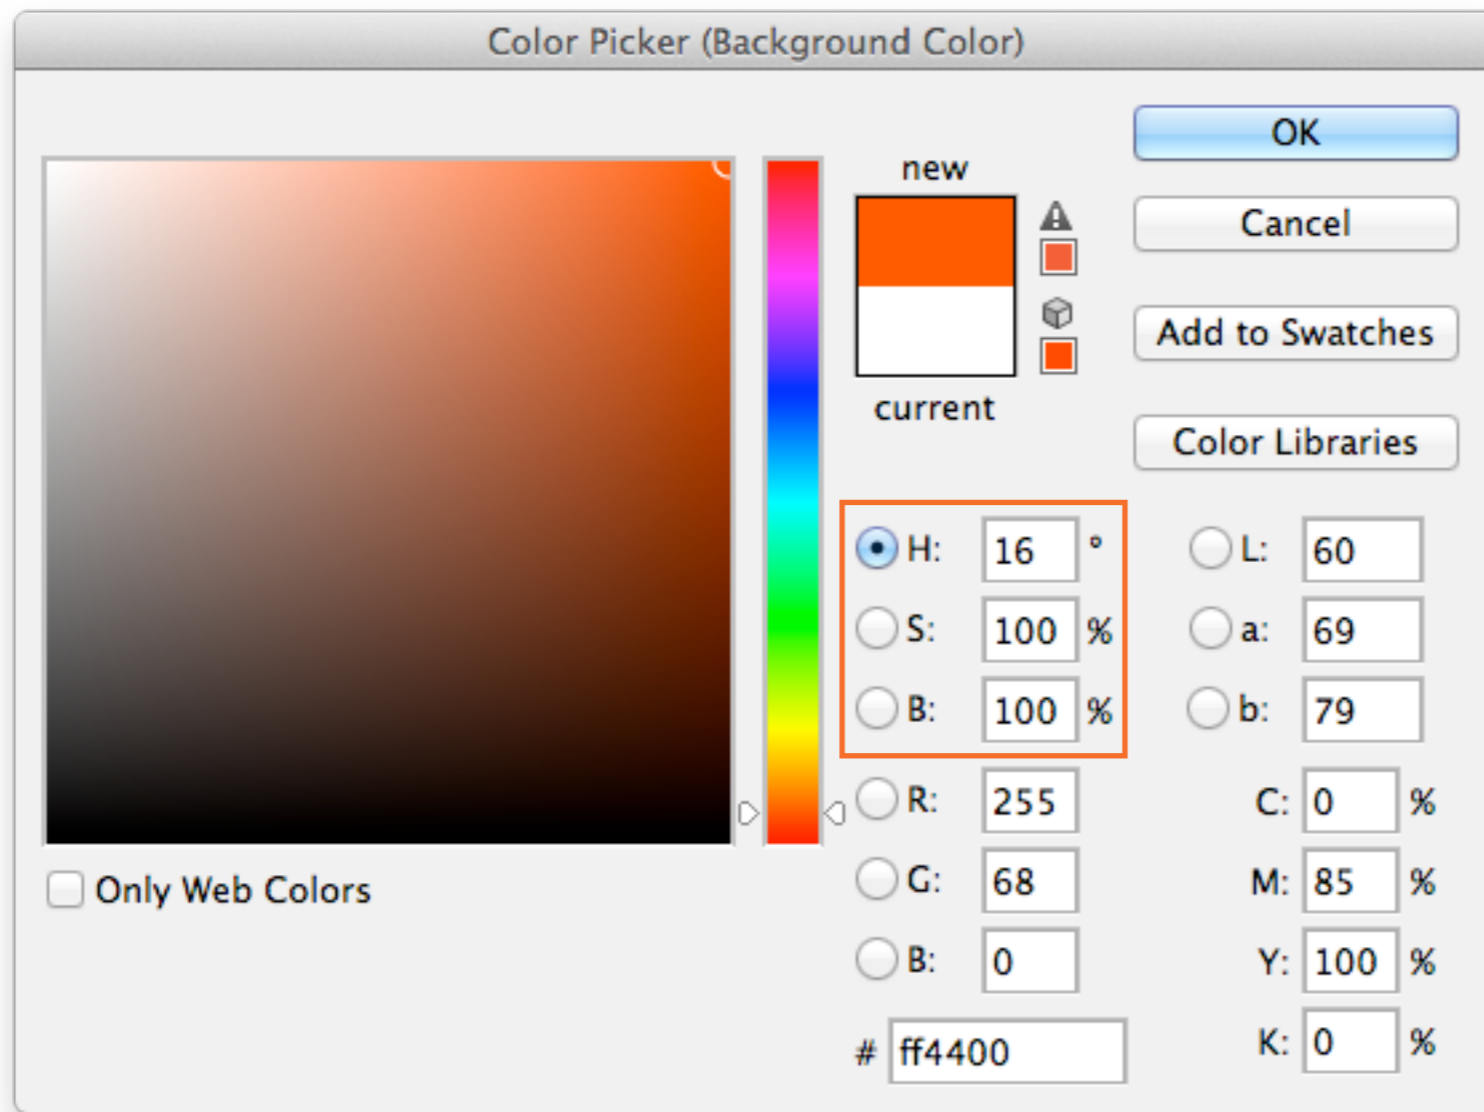 Color Picker (Background Color)
new
current
OK
Cancel
Add to Swatches
Color Libraries
H: 16 °
S: 100 %
B: 100 %
R: 255
G: 68
B: 0
# ff4400
L: 60
a: 69
b: 79
C: 0 %
M: 85 %
Y: 100 %
K: 0 %
Only Web Colors